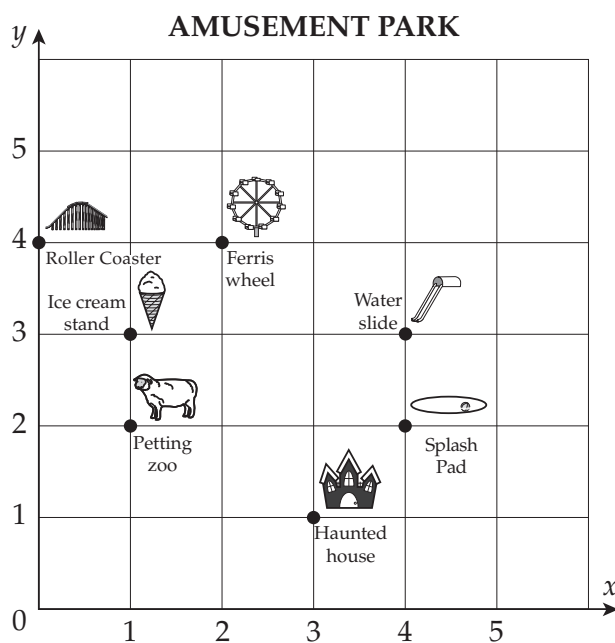 AMUSEMENT PARK
y
5
4
Roller Coaster
Ferris
wheel
Ice cream
stand
Water
slide
3
2
Petting
zoo
Splash
Pad
1
Haunted
house
x
0
1 2 3 4 5